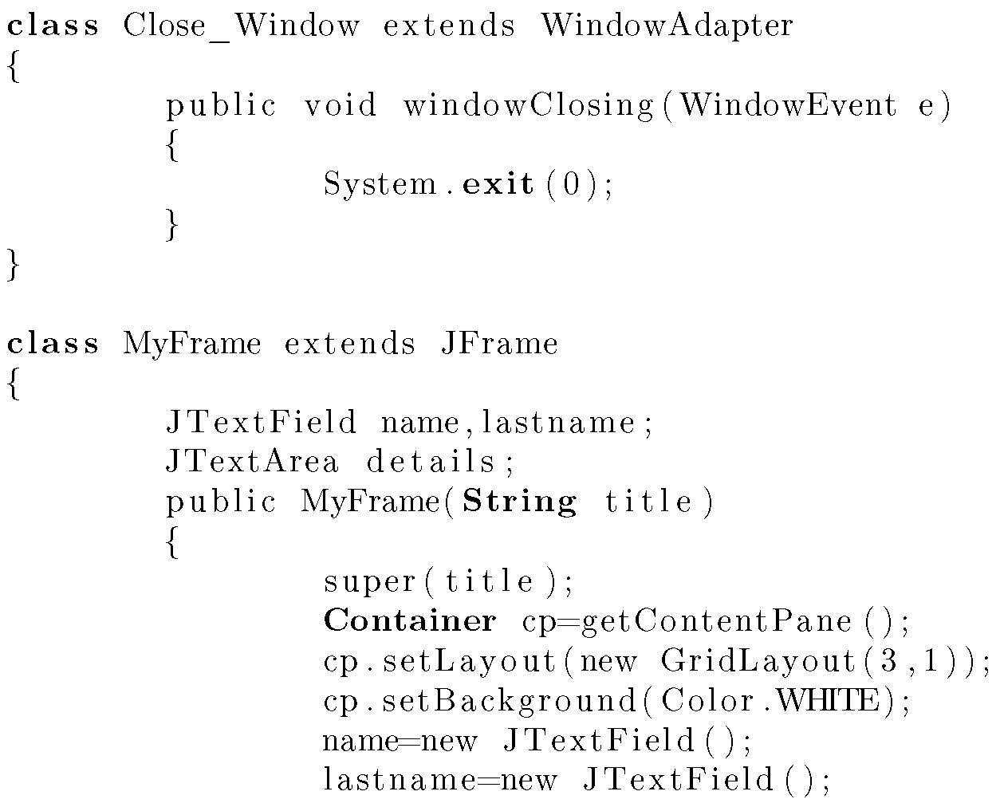 class Close_Window extends WindowAdapter
{
public void windowClosing(WindowEvent e)
{
System.exit(0);
}
}
class MyFrame extends JFrame
{
JTextField name,lastname;
JTextArea details;
public MyFrame(String title)
{
super(title);
Container cp=getContentPane();
cp.setLayout(new GridLayout(3,1));
cp.setBackground(Color.WHITE);
name=new JTextField();
lastname=new JTextField();